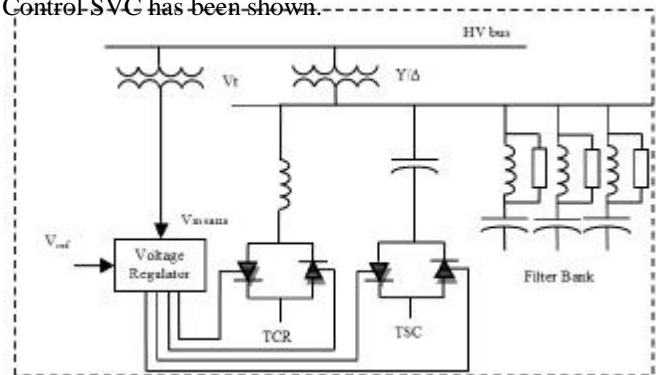 Control SVC has been shown.
HV bus
Vt
Y/Δ
Vmeans
Vref
Voltage
Regulator
Filter Bank
TCR
TSC